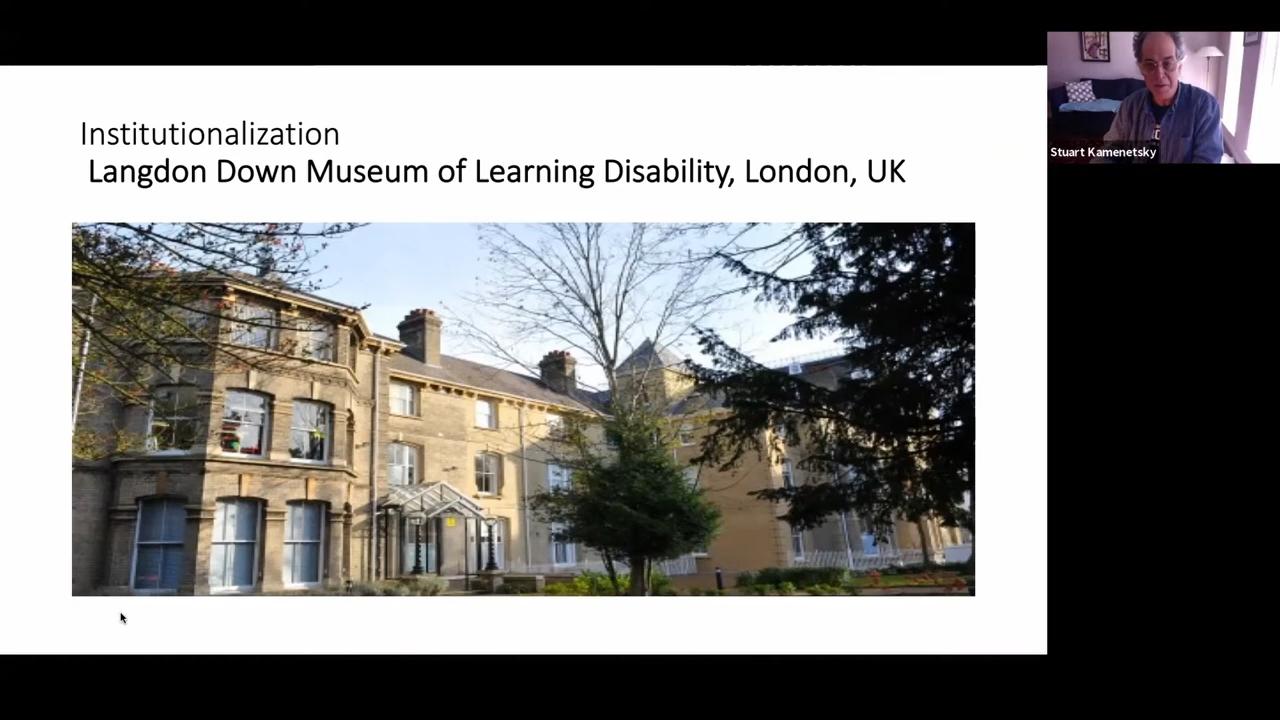 Institutionalization
Langdon Down Museum of Learning Disability, London, UK
Stuart Kamenetsky